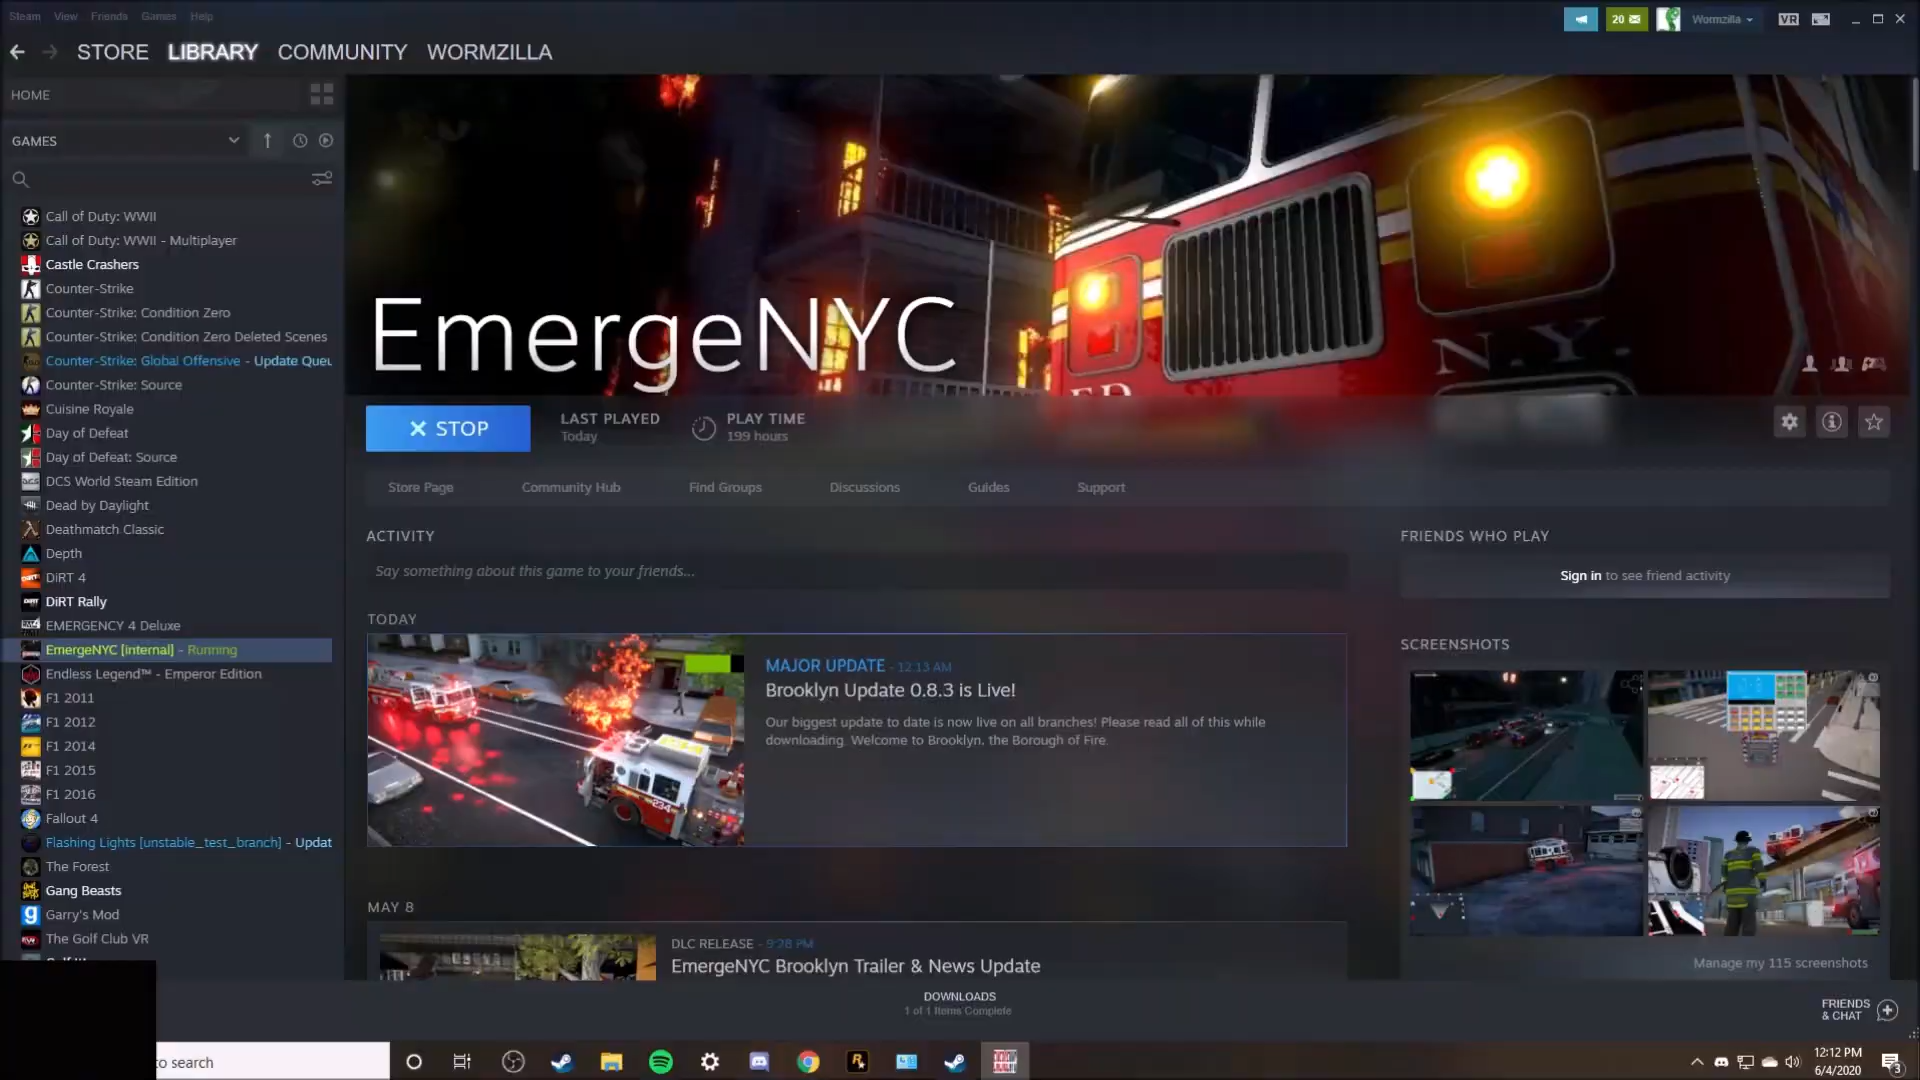 Steam View Friends Games Help
20
Wormzilla
VR
STORE LIBRARY COMMUNITY WORMZILLA
HOME
GAMES
Call of Duty: WWII
Call of Duty: WWII - Multiplayer
Castle Crashers
Counter-Strike
Counter-Strike: Condition Zero
Counter-Strike: Condition Zero Deleted Scenes
Counter-Strike: Global Offensive - Update Queu
Counter-Strike: Source
Cuisine Royale
Day of Defeat
Day of Defeat: Source
DCS World Steam Edition
Dead by Daylight
Deathmatch Classic
Depth
DiRT 4
DiRT Rally
EMERGENCY 4 Deluxe
EmergeNYC [internal] - Running
Endless Legend™ - Emperor Edition
F1 2011
F1 2012
F1 2014
F1 2015
F1 2016
Fallout 4
Flashing Lights [unstable_test_branch] - Updat
The Forest
Gang Beasts
Garry's Mod
The Golf Club VR
EmergeNYC
N.Y.
STOP
LAST PLAYED
Today
PLAY TIME
199 hours
Store Page Community Hub Find Groups Discussions Guides Support
ACTIVITY
Say something about this game to your friends...
TODAY
234
MAJOR UPDATE - 12:13 AM
Brooklyn Update 0.8.3 is Live!
Our biggest update to date is now live on all branches! Please read all of this while
downloading. Welcome to Brooklyn, the Borough of Fire.
MAY 8
DLC RELEASE - 9:28 PM
EmergeNYC Brooklyn Trailer & News Update
FRIENDS WHO PLAY
Sign in to see friend activity
SCREENSHOTS
Manage my 115 screenshots
DOWNLOADS
1 of 1 Items Complete
FRIENDS
& CHAT
to search
12:12 PM
6/4/2020
3